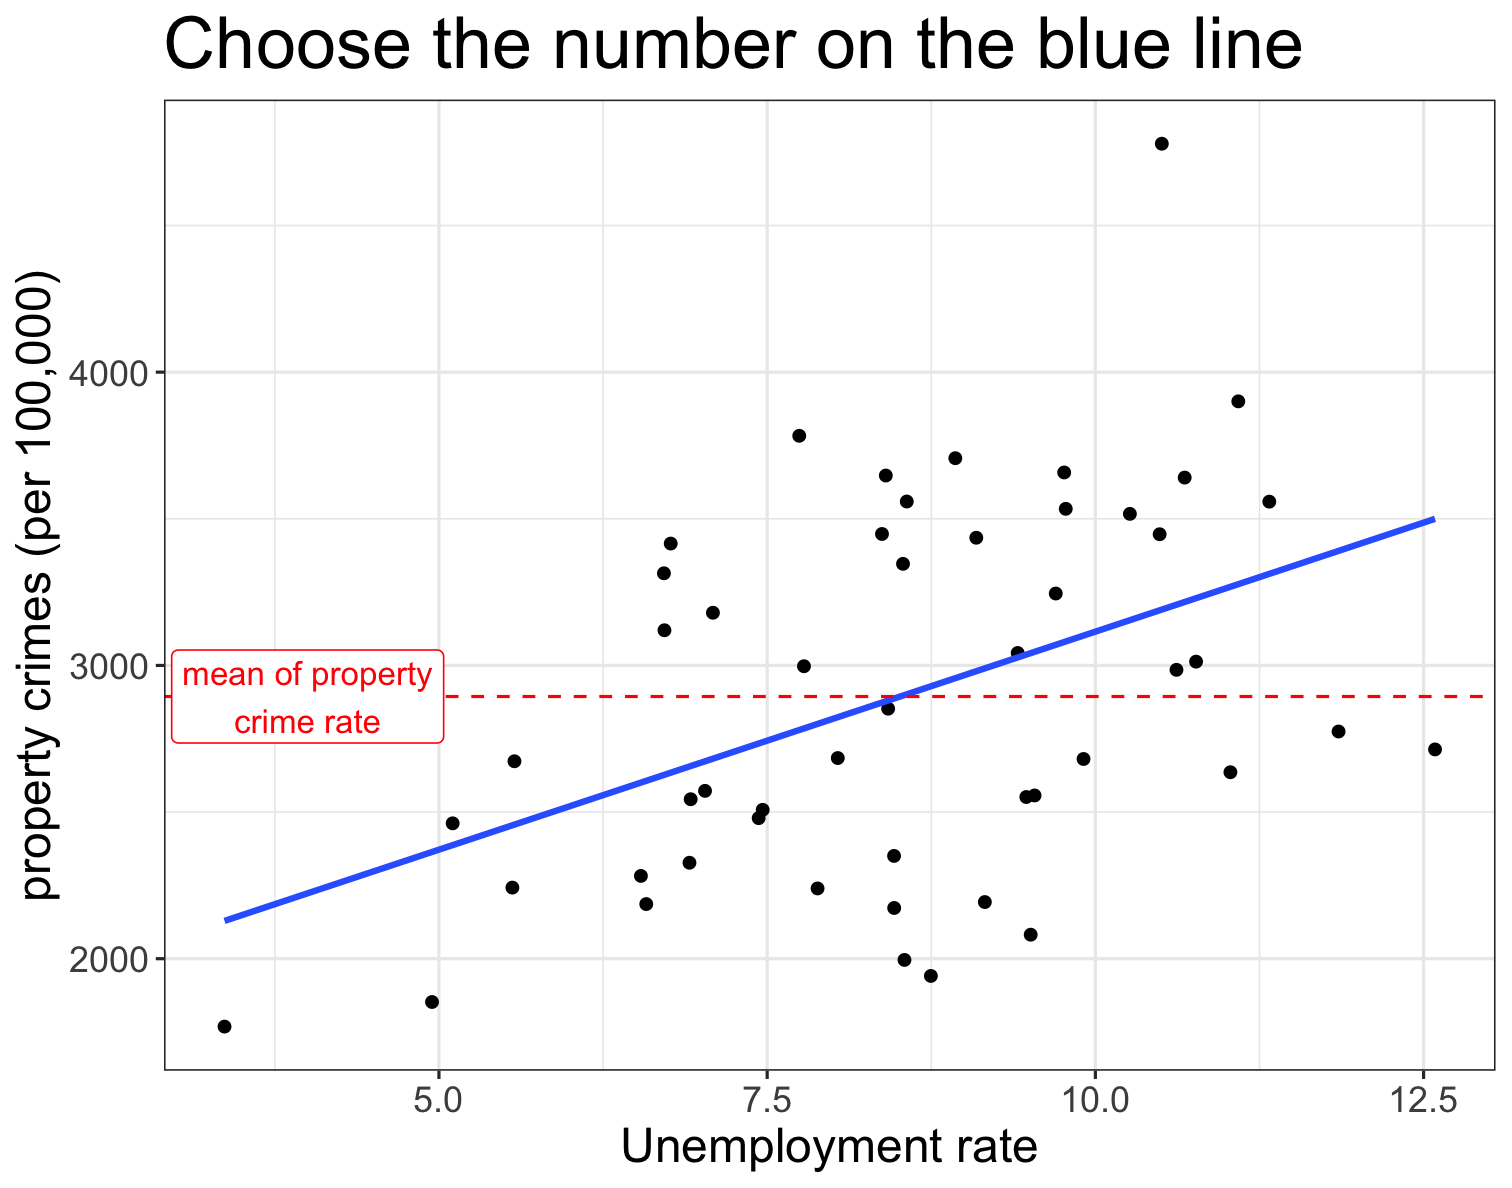 Choose the number on the blue line
property crimes (per 100,000)
4000
3000
2000
mean of property
crime rate
5.0
7.5
10.0
12.5
Unemployment rate